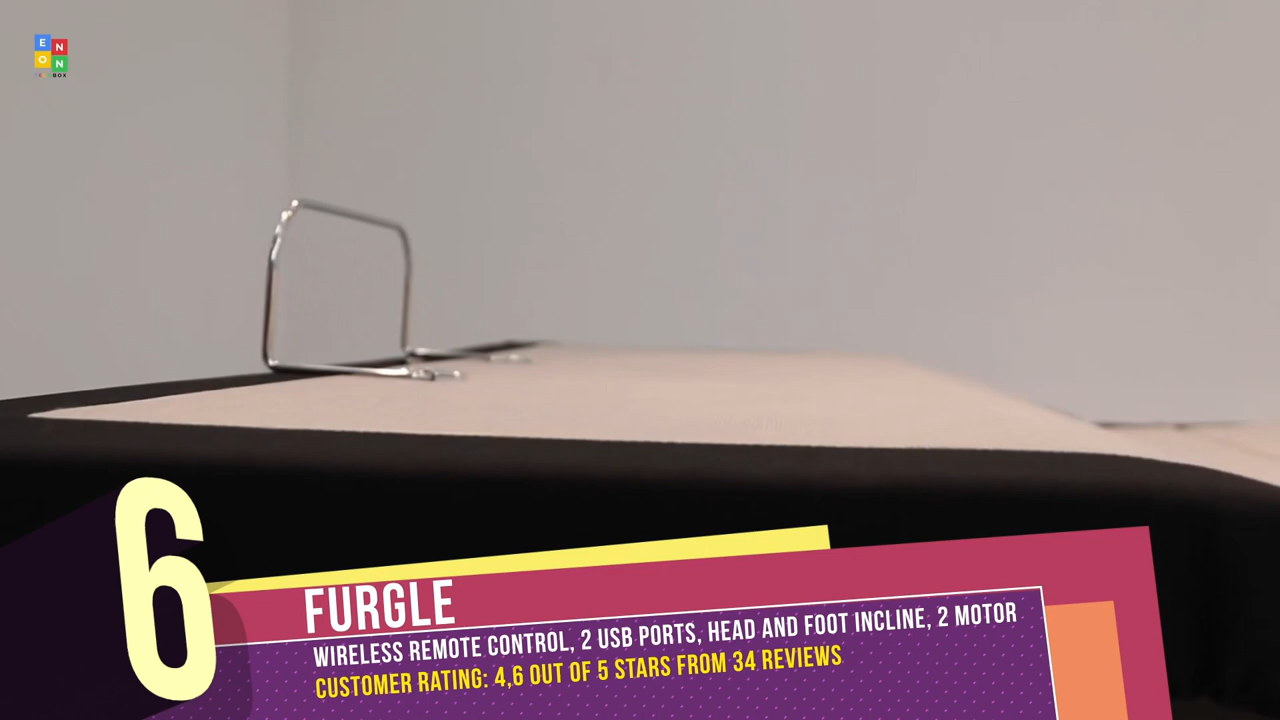 E N
O N
BOX
6
FURGLE
WIRELESS REMOTE CONTROL, 2 USB PORTS, HEAD AND FOOT INCLINE, 2 MOTOR
CUSTOMER RATING: 4,6 OUT OF 5 STARS FROM 34 REVIEWS